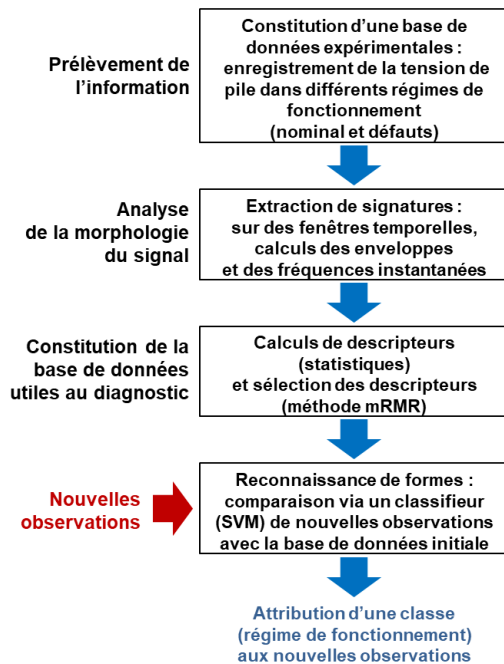 Prélèvement de
l'information
Constitution d'une base de
données expérimentales :
enregistrement de la tension de
pile dans différents régimes de
fonctionnement
(nominal et défauts)
Analyse
de la morphologie
du signal
Extraction de signatures :
sur des fenêtres temporelles,
calculs des enveloppes
et des fréquences instantanées
Constitution de la
base de données
utiles au diagnostic
Calculs de descripteurs
(statistiques)
et sélection des descripteurs
(méthode mRMR)
Nouvelles
observations
Reconnaissance de formes :
comparaison via un classifieur
(SVM) de nouvelles observations
avec la base de données initiale
Attribution d'une classe
(régime de fonctionnement)
aux nouvelles observations